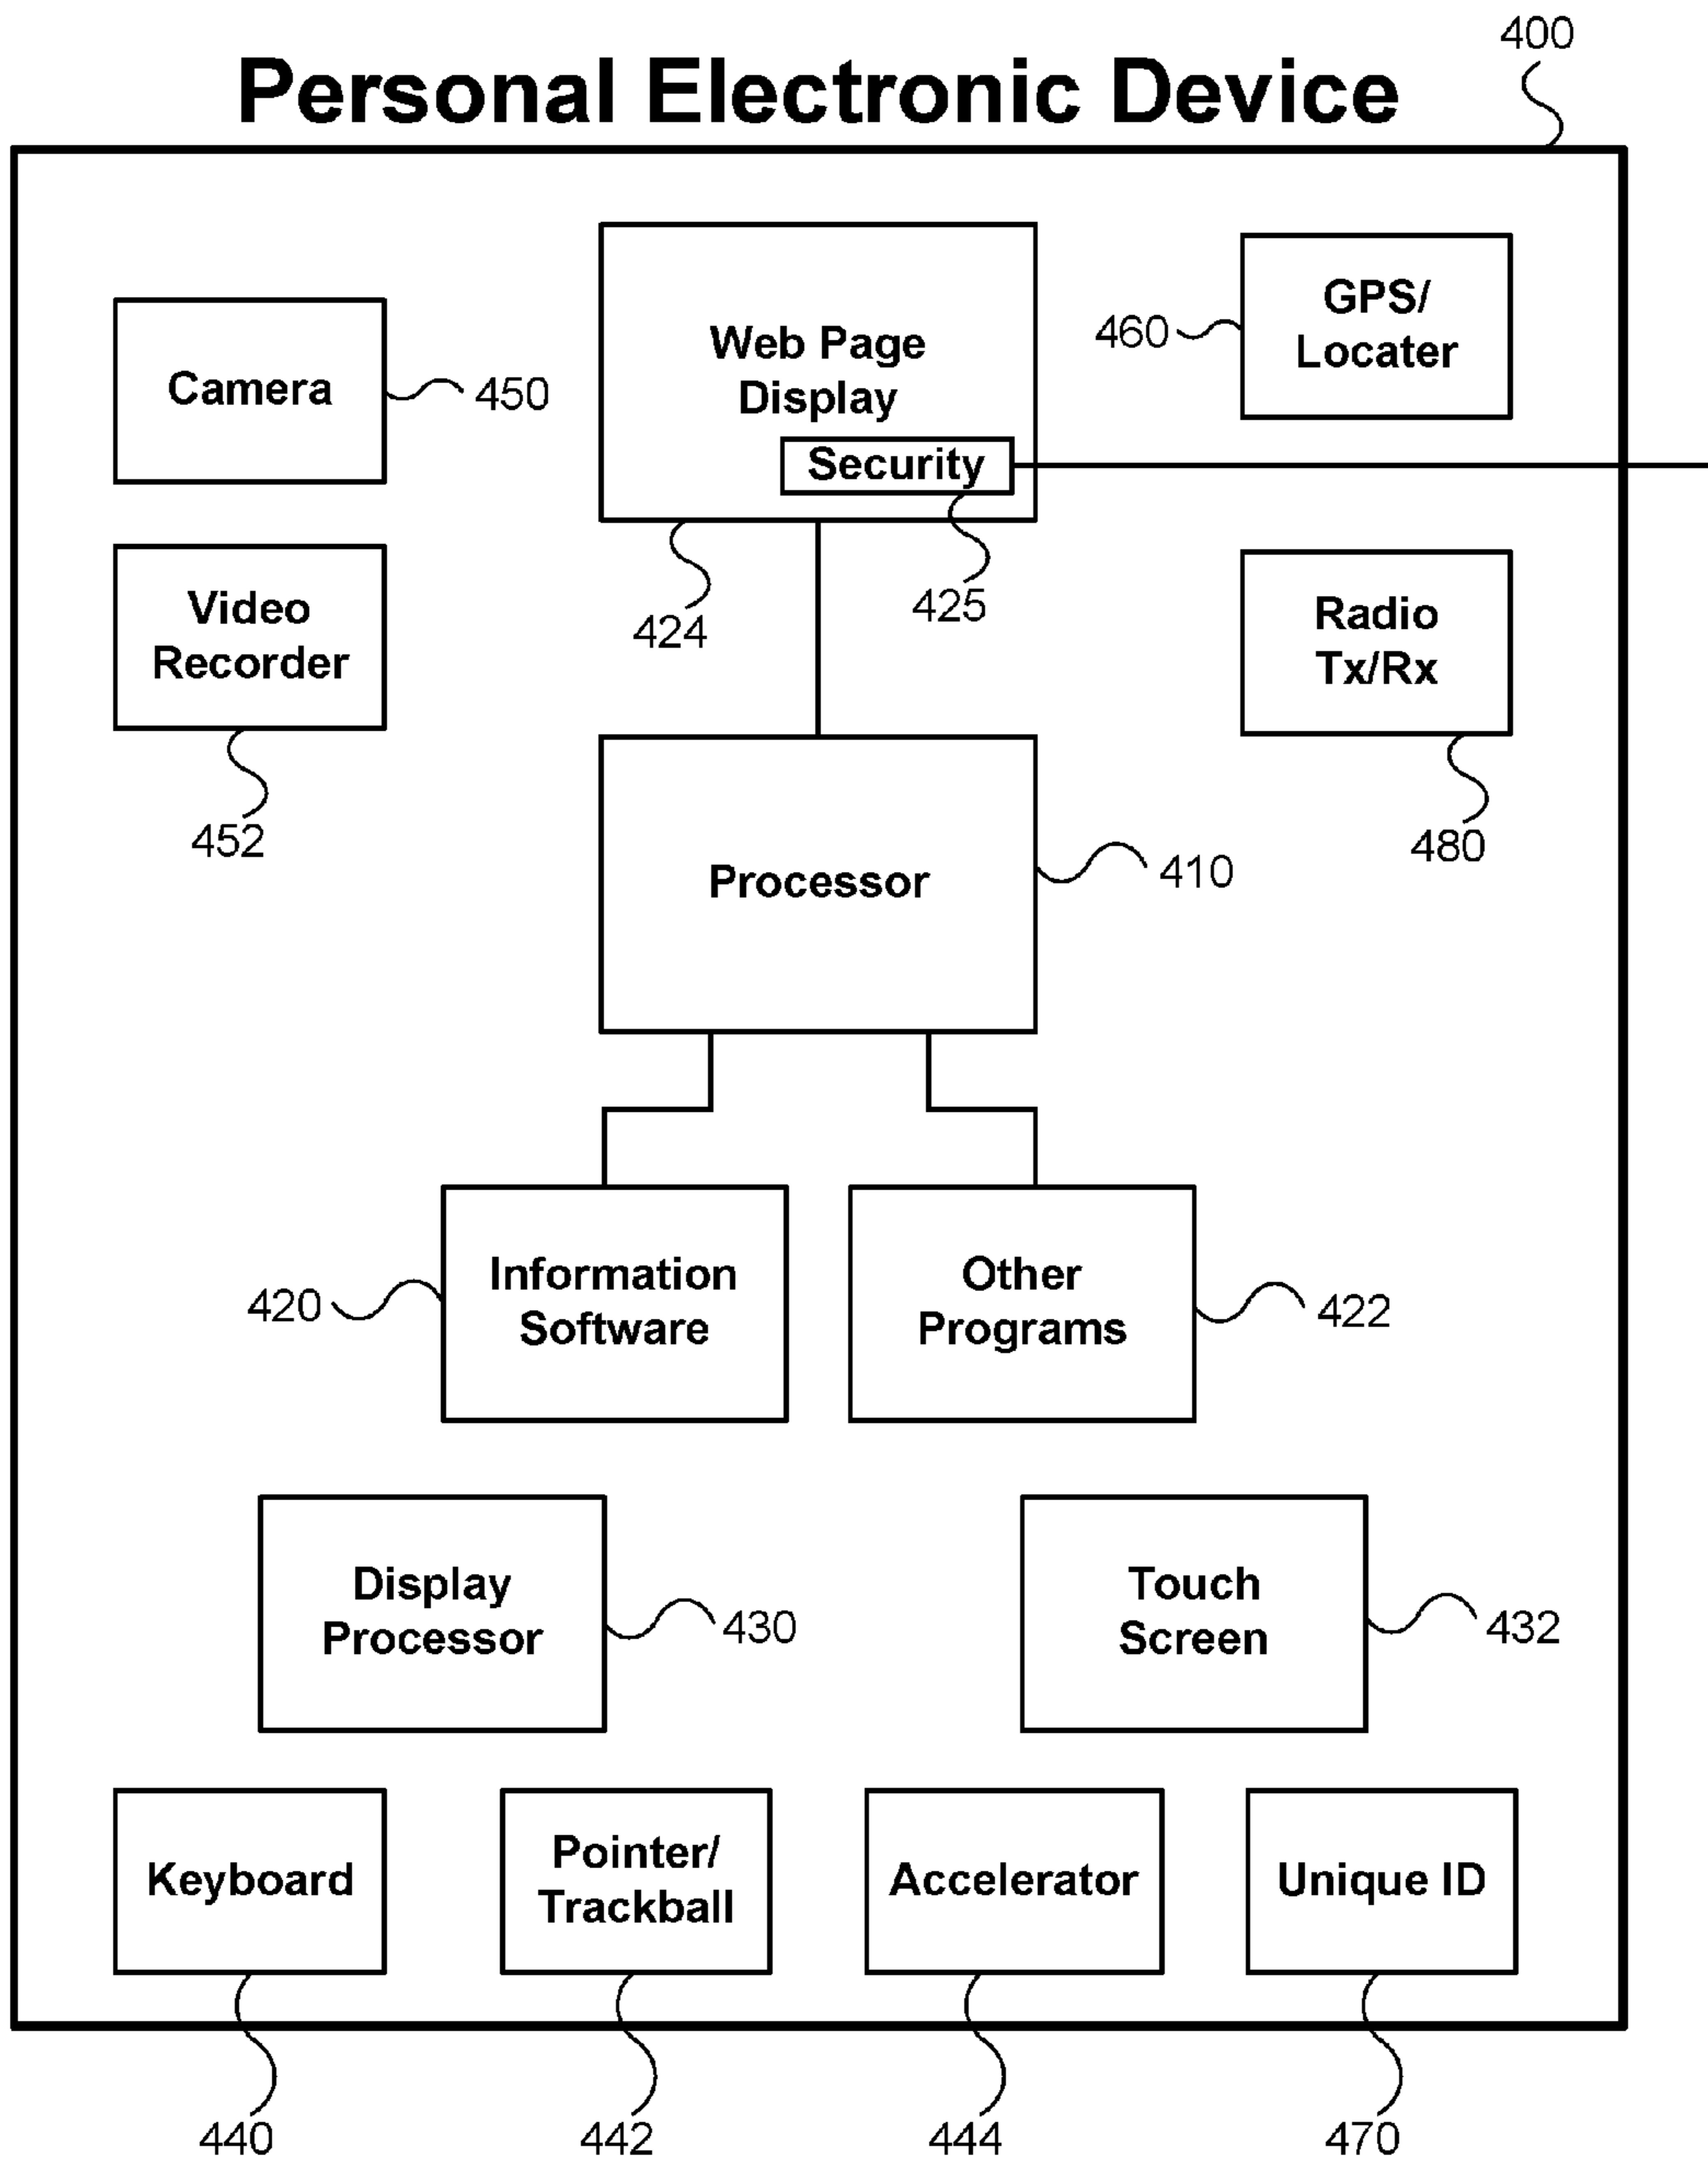 400
Personal Electronic Device
Camera
450
Web Page
Display
Security
424
425
GPS/
Locater
460
Video
Recorder
452
Radio
Tx/Rx
480
Processor
410
Information
Software
420
Other
Programs
422
Display
Processor
430
Touch
Screen
432
Keyboard
Pointer/
Trackball
Accelerator
Unique ID
440
442
444
470